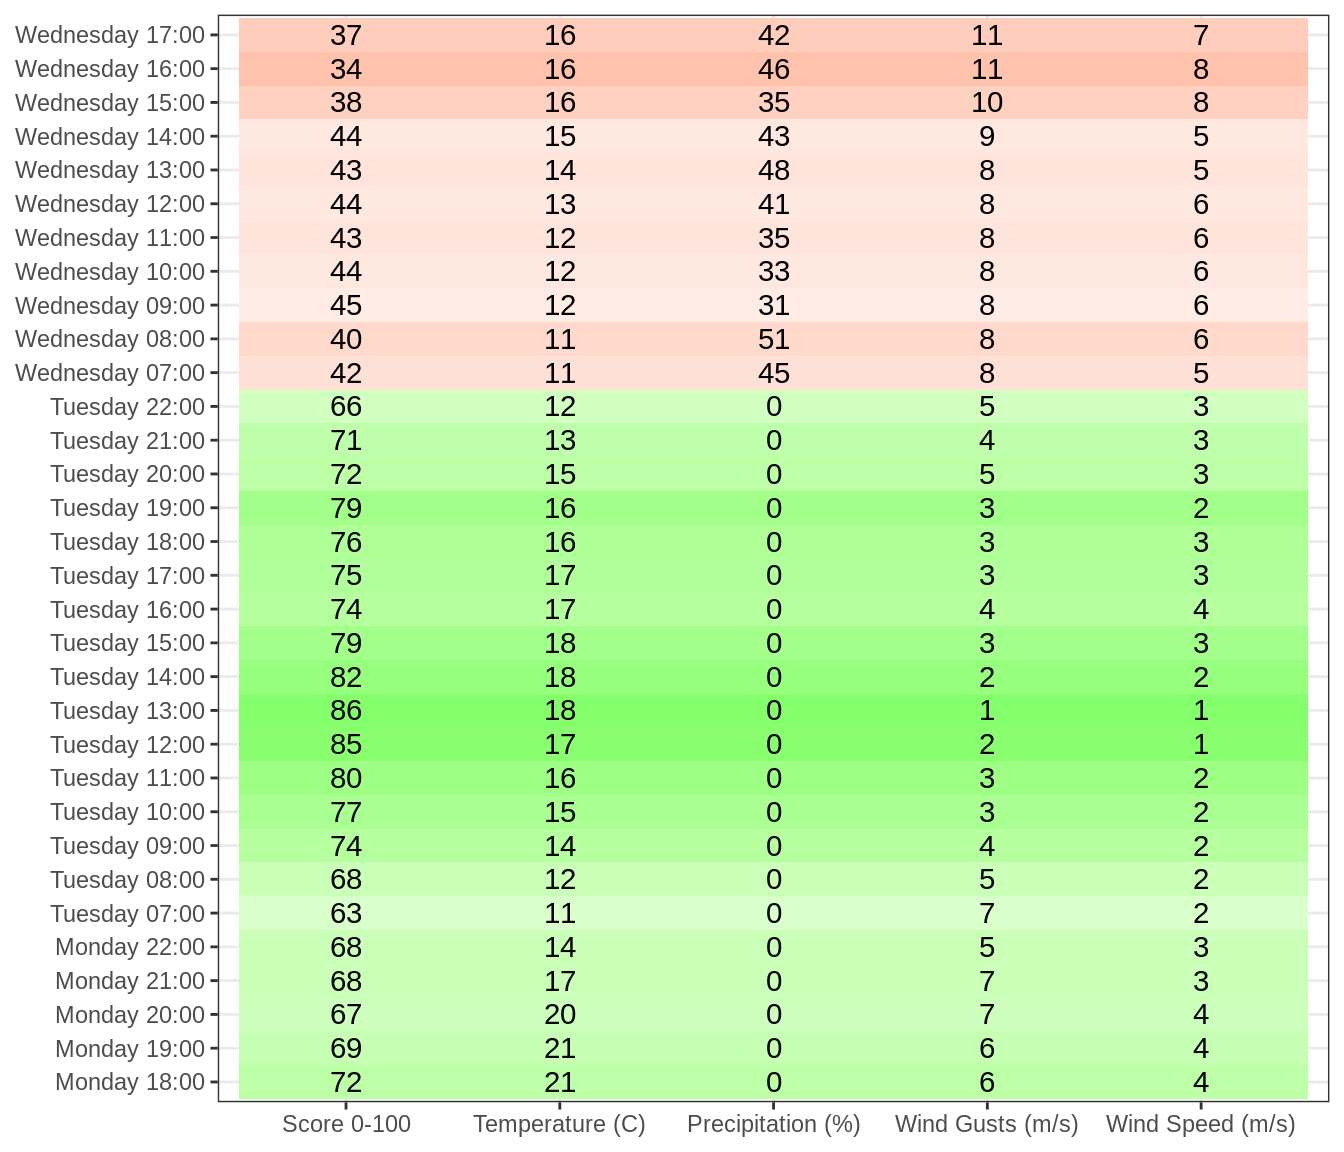 Wednesday 17:00 37 16 42 11 7
Wednesday 16:00 34 16 46 11 8
Wednesday 15:00 38 16 35 10 8
Wednesday 14:00 44 15 43 9 5
Wednesday 13:00 43 14 48 8 5
Wednesday 12:00 44 13 41 8 6
Wednesday 11:00 43 12 35 8 6
Wednesday 10:00 44 12 33 8 6
Wednesday 09:00 45 12 31 8 6
Wednesday 08:00 40 11 51 8 6
Wednesday 07:00 42 11 45 8 5
Tuesday 22:00 66 12 0 5 3
Tuesday 21:00 71 13 0 4 3
Tuesday 20:00 72 15 0 5 3
Tuesday 19:00 79 16 0 3 2
Tuesday 18:00 76 16 0 3 3
Tuesday 17:00 75 17 0 3 3
Tuesday 16:00 74 17 0 4 4
Tuesday 15:00 79 18 0 3 3
Tuesday 14:00 82 18 0 2 2
Tuesday 13:00 86 18 0 1 1
Tuesday 12:00 85 17 0 2 1
Tuesday 11:00 80 16 0 3 2
Tuesday 10:00 77 15 0 3 2
Tuesday 09:00 74 14 0 4 2
Tuesday 08:00 68 12 0 5 2
Tuesday 07:00 63 11 0 7 2
Monday 22:00 68 14 0 5 3
Monday 21:00 68 17 0 7 3
Monday 20:00 67 20 0 7 4
Monday 19:00 69 21 0 6 4
Monday 18:00 72 21 0 6 4
Score 0-100 Temperature (C) Precipitation (%) Wind Gusts (m/s) Wind Speed (m/s)